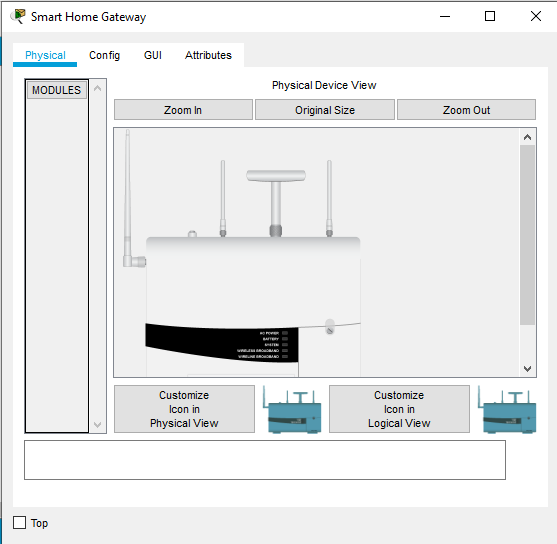 Smart Home Gateway
Physical Config GUI Attributes
MODULES
Physical Device View
Zoom In Original Size Zoom Out
AC POWER
BATTERY
SYSTEM
WIRELESS BROADBAND
WIRELINE BROADBAND
Customize
Icon in
Physical View
Customize
Icon in
Logical View
Top